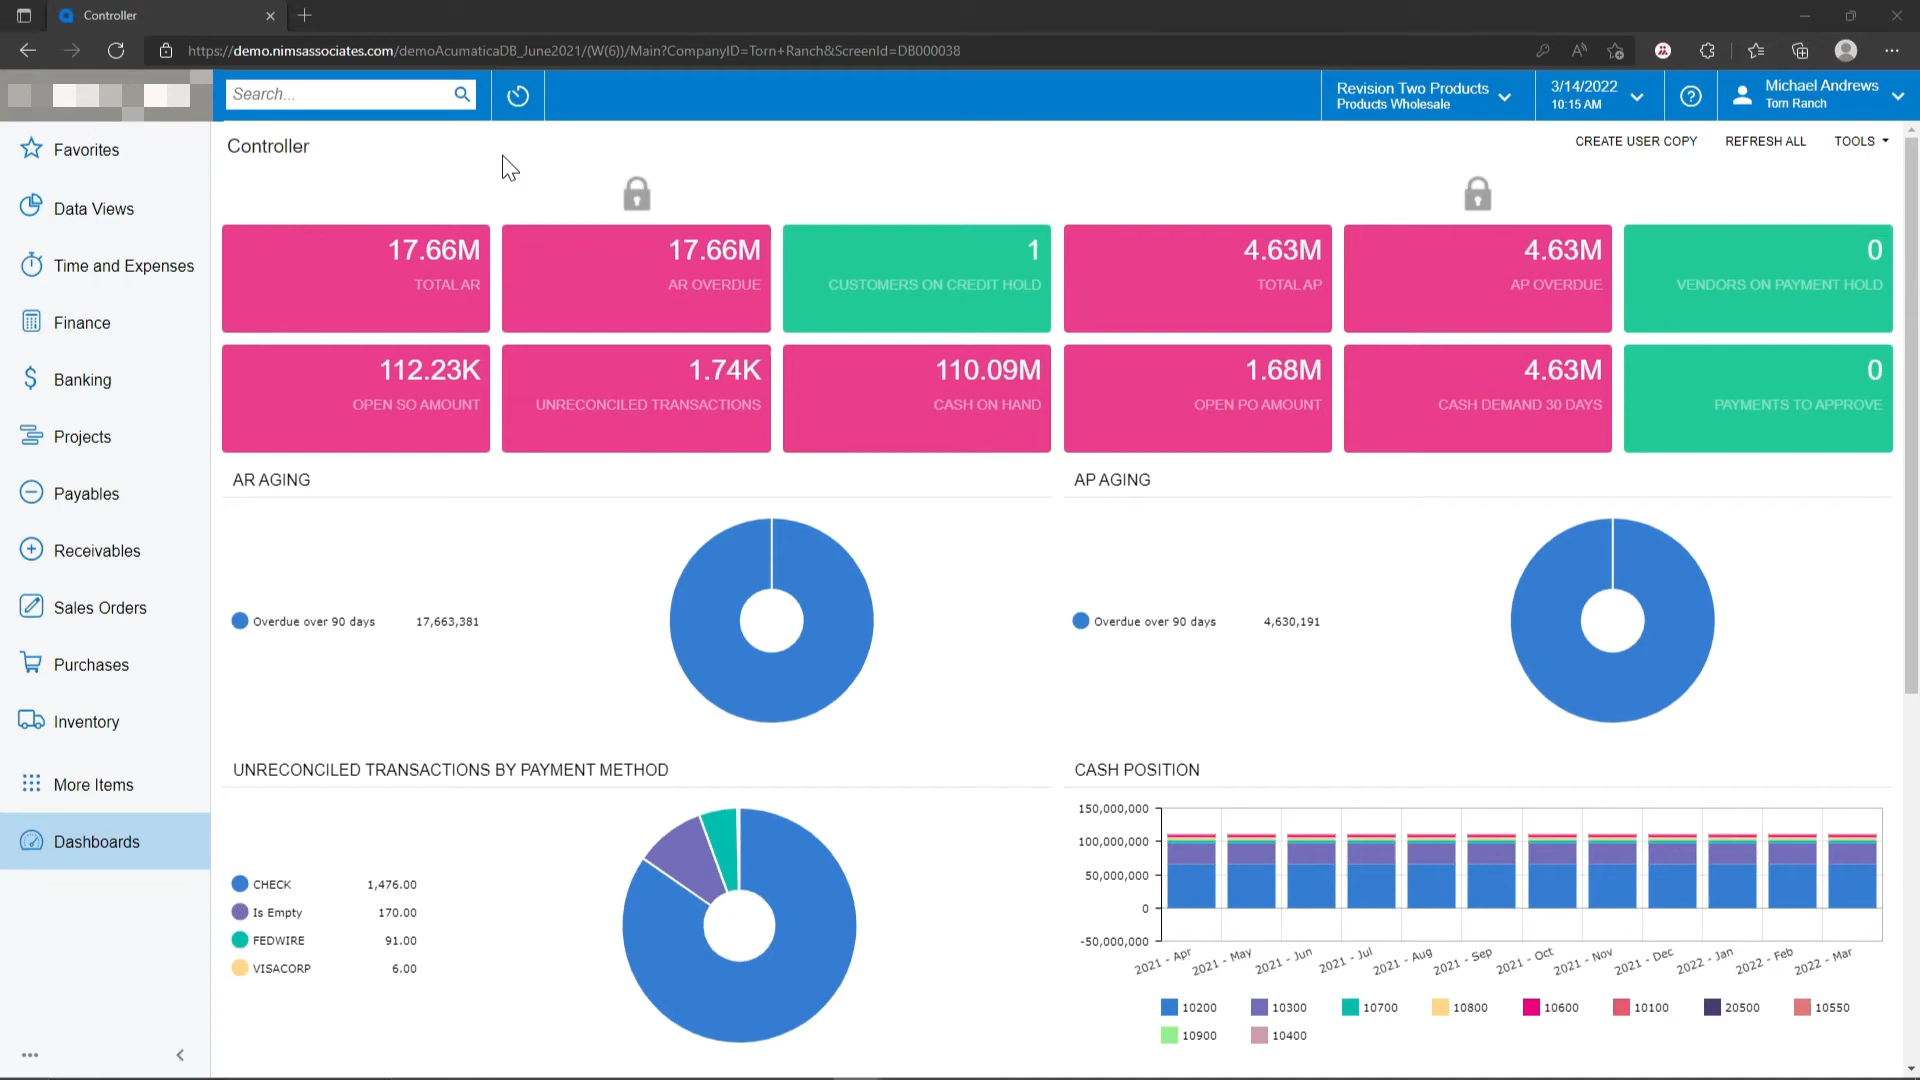 Controller
https://demo.nimsassociates.com/demoAcumaticaDB_June2021/(W(6))/Main?CompanyID=Torn+Ranch&ScreenId=DB000038
Search...
Revision Two Products
Products Wholesale
3/14/2022
10:15 AM
Michael Andrews
Torn Ranch
Favorites
Data Views
Time and Expenses
Finance
Banking
Projects
Payables
Receivables
Sales Orders
Purchases
Inventory
More Items
Dashboards
Controller
CREATE USER COPY
REFRESH ALL
TOOLS
17.66M
TOTAL AR
17.66M
AR OVERDUE
1
CUSTOMERS ON CREDIT HOLD
4.63M
TOTAL AP
4.63M
AP OVERDUE
0
VENDORS ON PAYMENT HOLD
112.23K
OPEN SO AMOUNT
1.74K
UNRECONCILED TRANSACTIONS
110.09M
CASH ON HAND
1.68M
OPEN PO AMOUNT
4.63M
CASH DEMAND 30 DAYS
0
PAYMENTS TO APPROVE
AR AGING
Overdue over 90 days 17,663,381
AP AGING
Overdue over 90 days 4,630,191
UNRECONCILED TRANSACTIONS BY PAYMENT METHOD
CHECK 1,476.00
Is Empty 170.00
FEDWIRE 91.00
VISACORP 6.00
CASH POSITION
150,000,000
100,000,000
50,000,000
0
-50,000,000
2021 - Apr 2021 - May 2021 - Jun 2021 - Jul 2021 - Aug 2021 - Sep 2021 - Oct 2021 - Nov 2021 - Dec 2022 - Jan 2022 - Feb 2022 - Mar
10200 10300 10700 10800 10600 10100 20500 10550
10900 10400